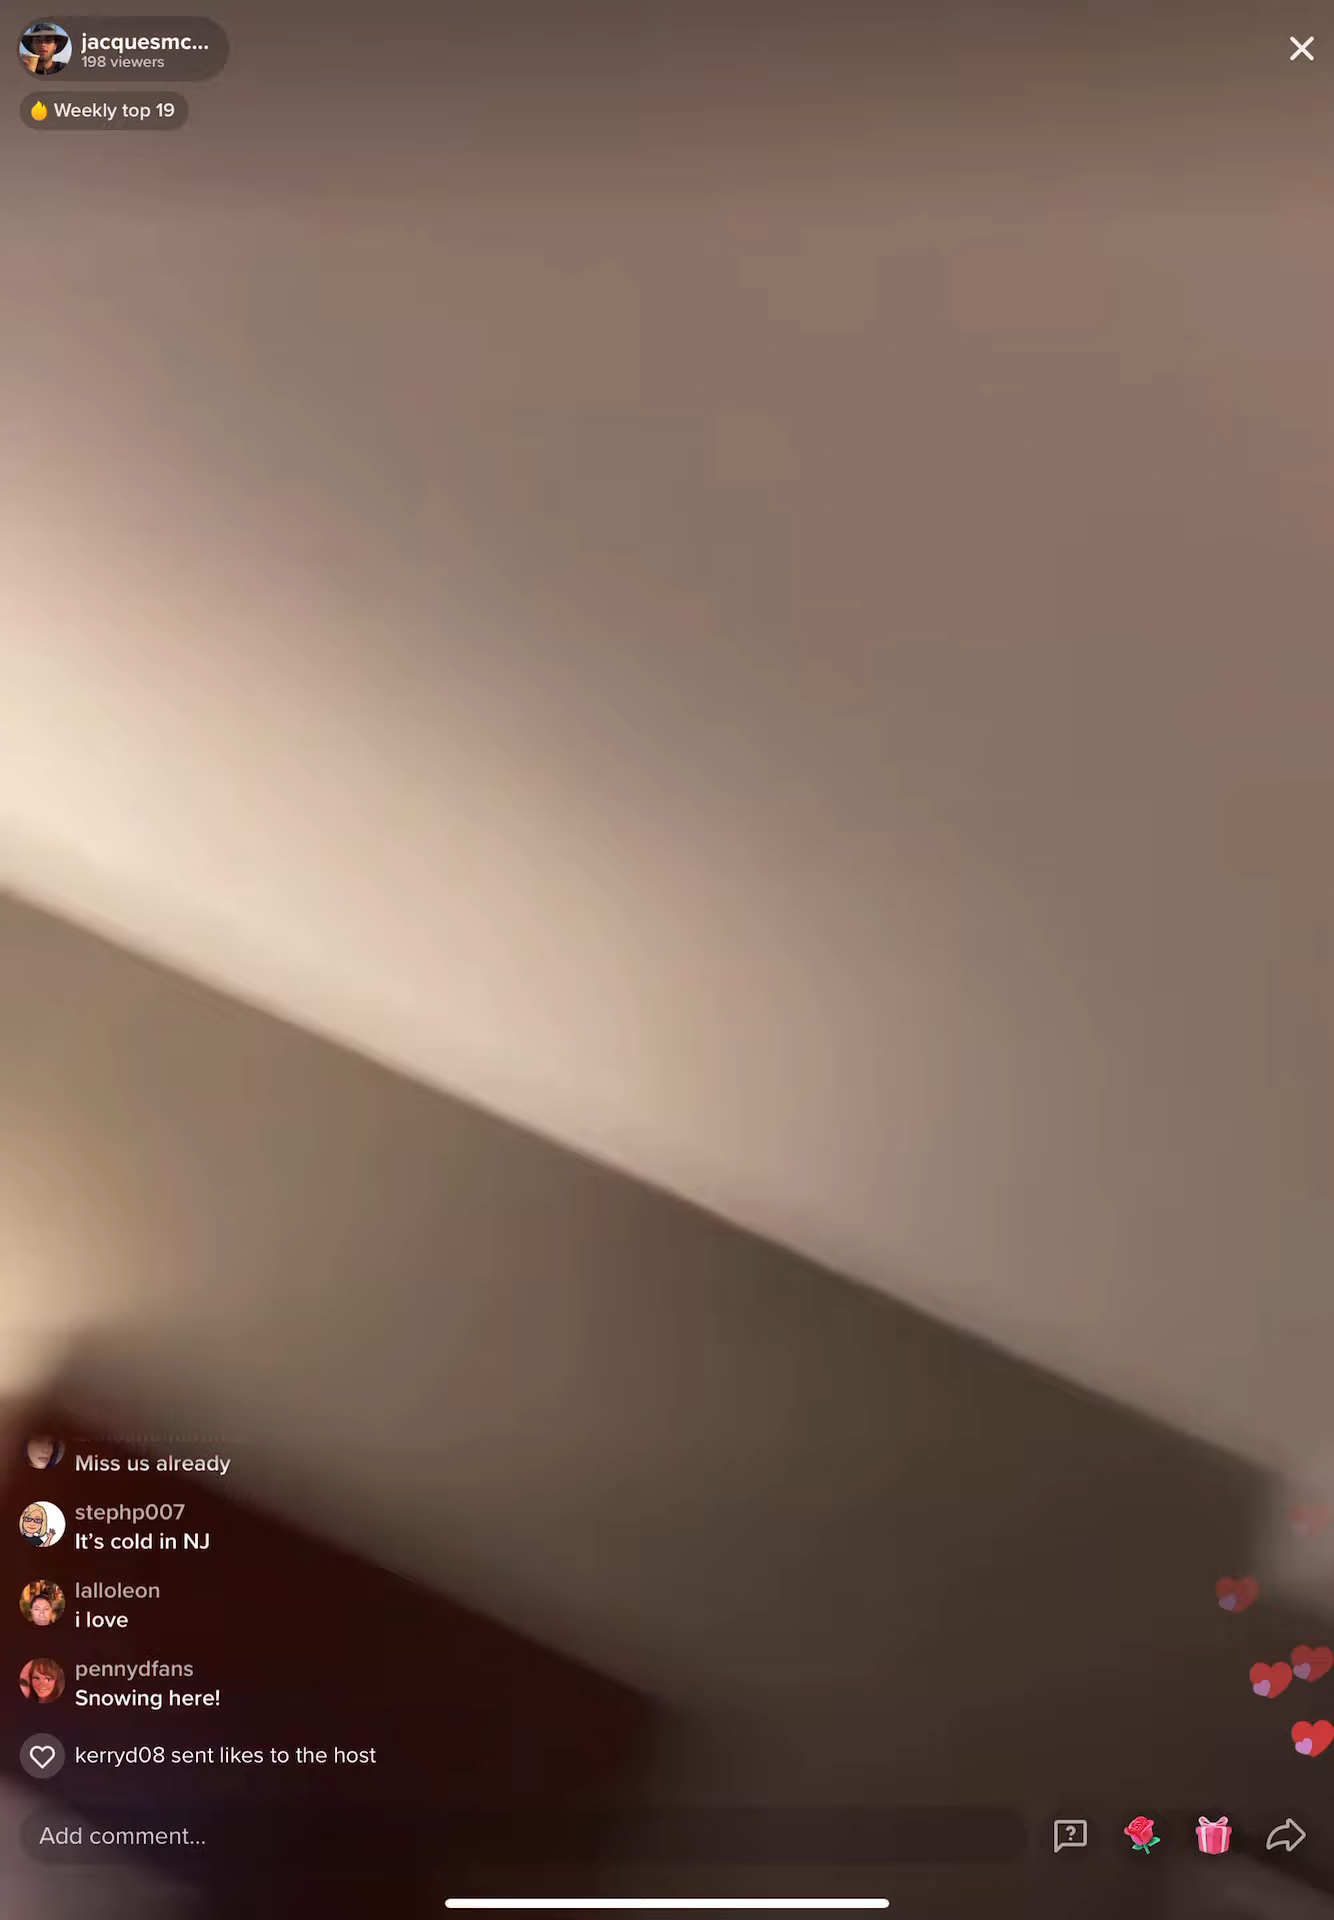 jacquesmc...
198 viewers
Weekly top 19
Miss us already
stephp007
It's cold in NJ
lalloleon
i love
pennydfans
Snowing here!
kerryd08 sent likes to the host
Add comment...
?